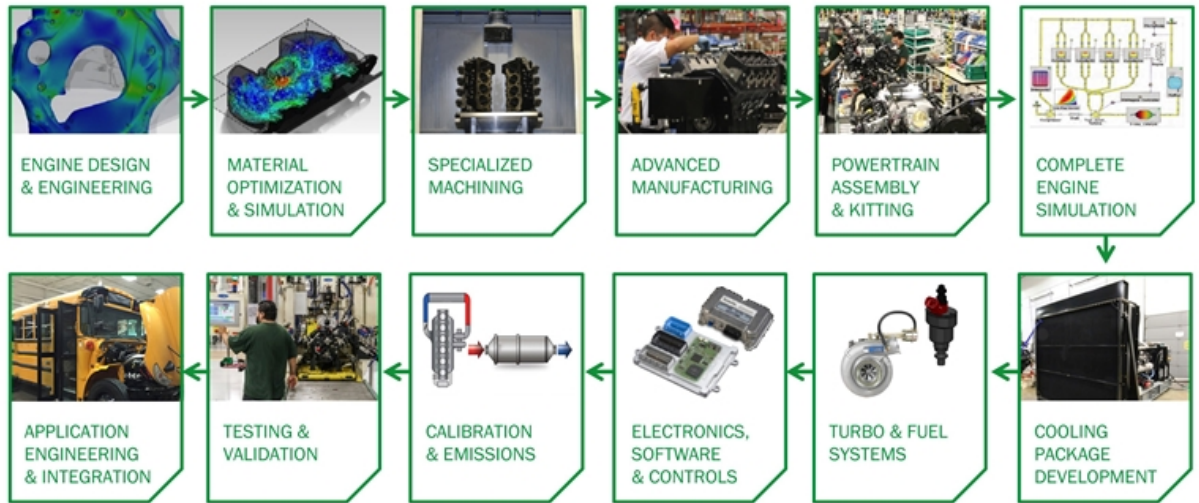 ENGINE DESIGN
& ENGINEERING
MATERIAL
OPTIMIZATION
& SIMULATION
SPECIALIZED
MACHINING
ADVANCED
MANUFACTURING
POWERTRAIN
ASSEMBLY
& KITTING
COMPLETE
ENGINE
SIMULATION
COOLING
PACKAGE
DEVELOPMENT
TURBO & FUEL
SYSTEMS
ELECTRONICS,
SOFTWARE
& CONTROLS
CALIBRATION
& EMISSIONS
TESTING &
VALIDATION
APPLICATION
ENGINEERING
& INTEGRATION